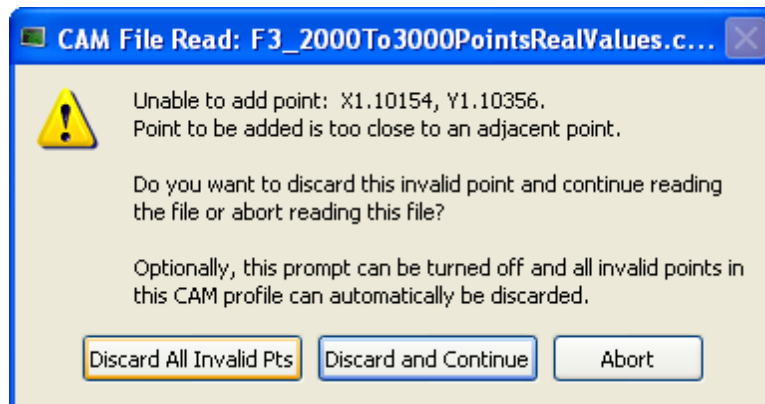 CAM File Read: F3_2000To3000PointsRealValues.c...
Unable to add point:  X1.10154, Y1.10356.
Point to be added is too close to an adjacent point.
Do you want to discard this invalid point and continue reading
the file or abort reading this file?
Optionally, this prompt can be turned off and all invalid points in
this CAM profile can automatically be discarded.
Discard All Invalid Pts
Discard and Continue
Abort